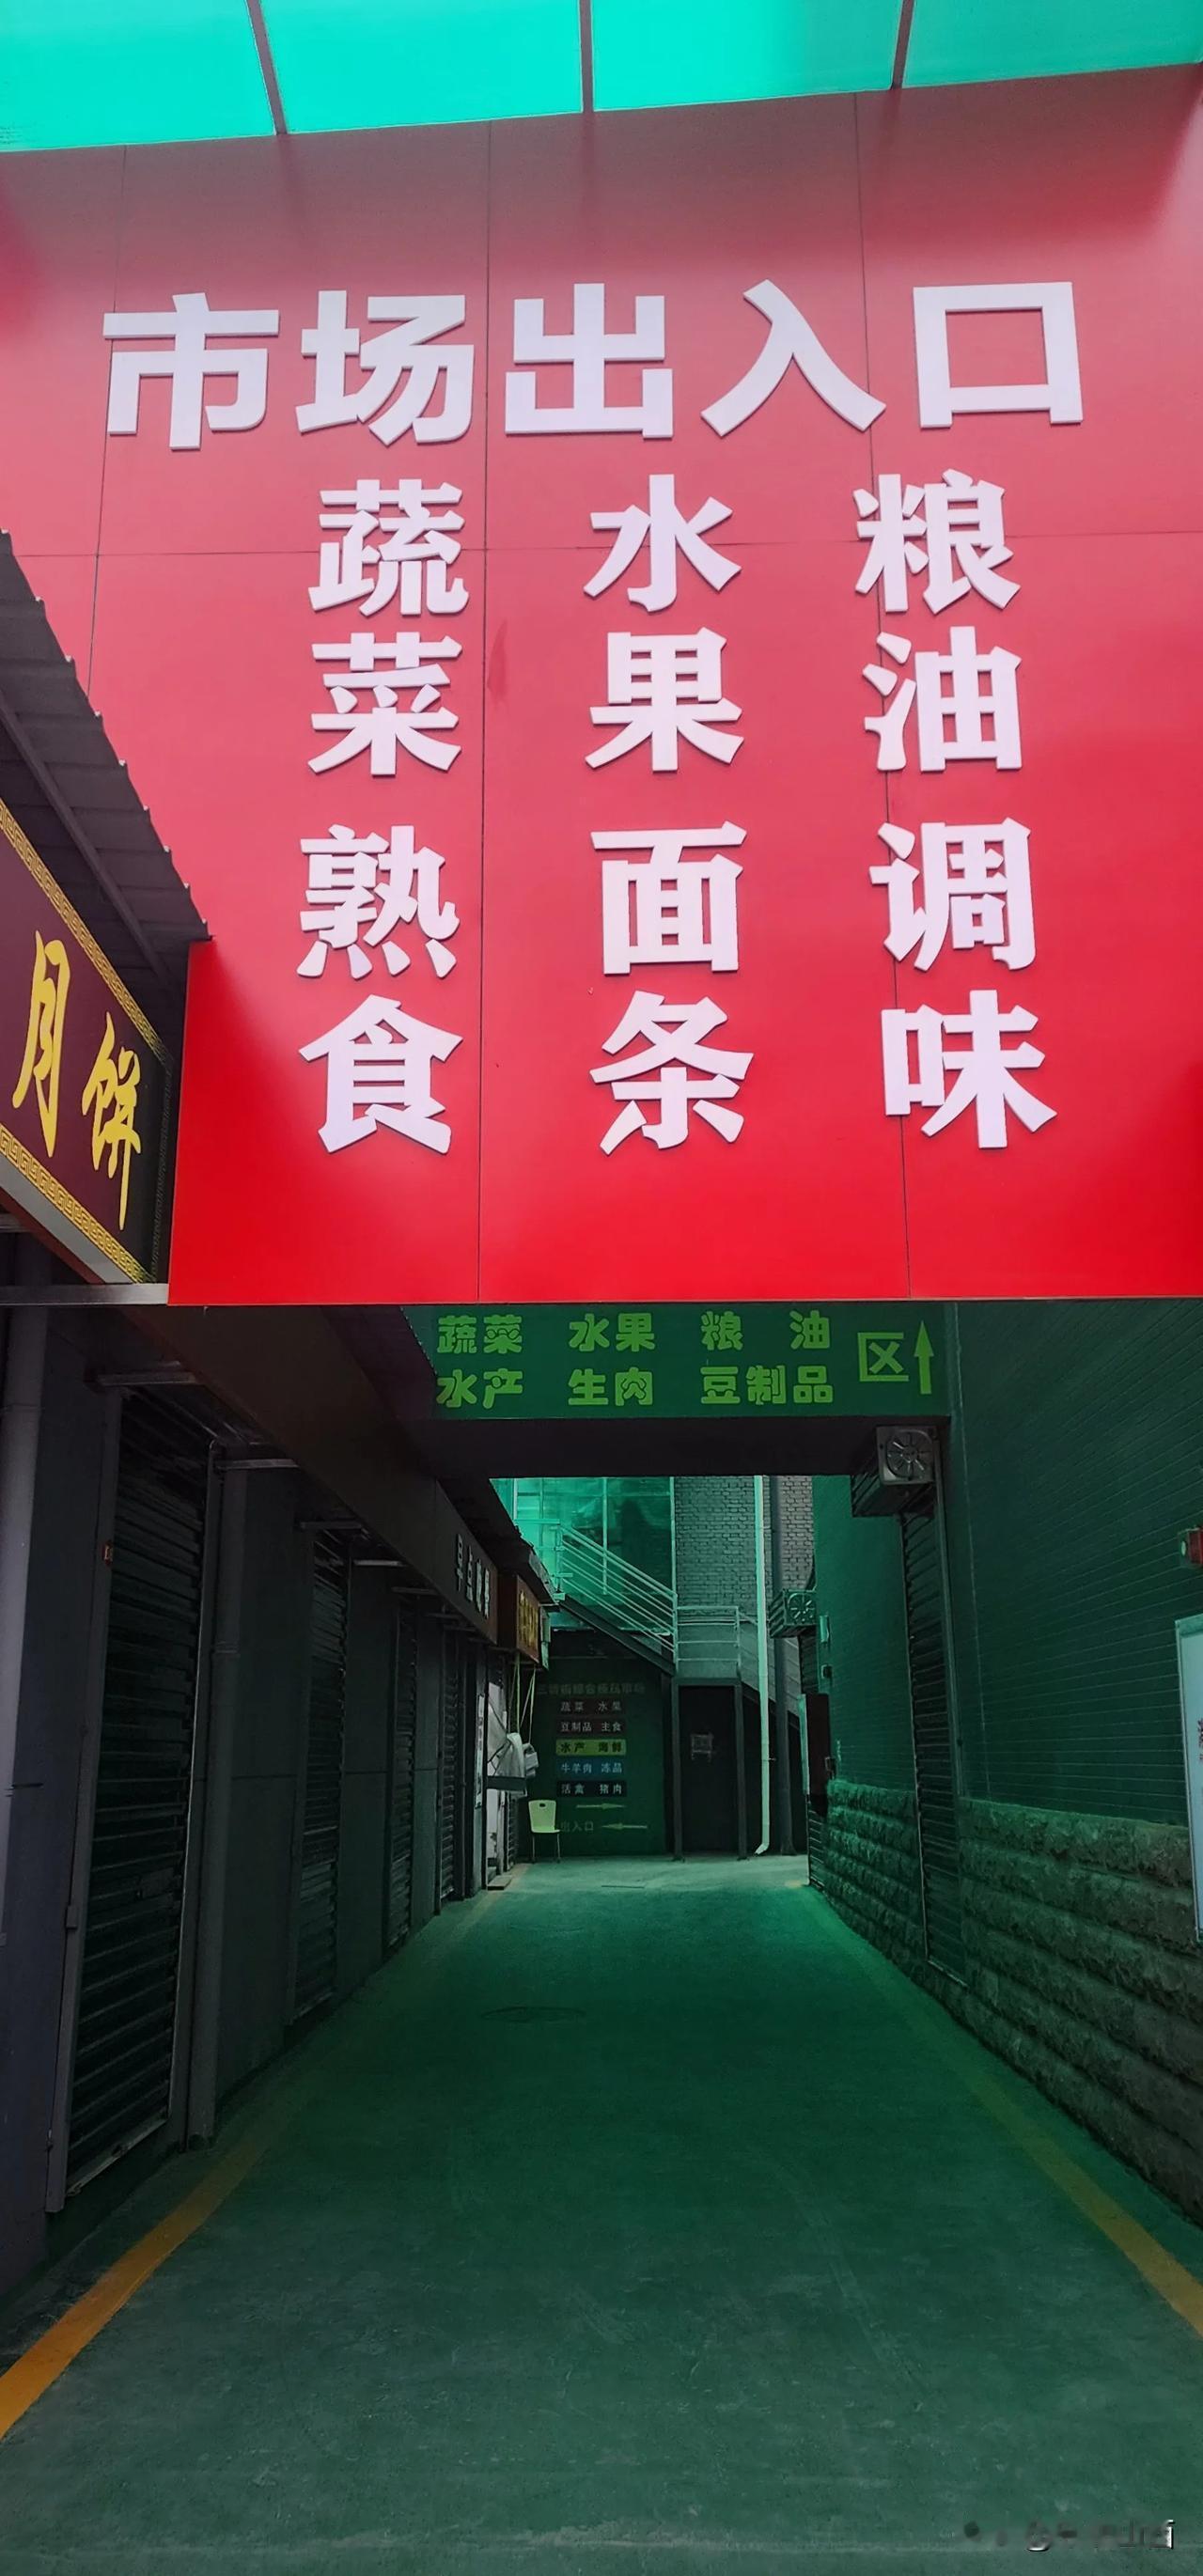 市场出入口
蔬菜 水果 粮油
熟食 面条 调味
月饼
蔬菜 水果 粮 油 区
水产 生肉 豆制品
蔬菜 水果
豆制品 主食
水产 海鲜
牛羊肉 冻品
活禽 猪肉
出入口